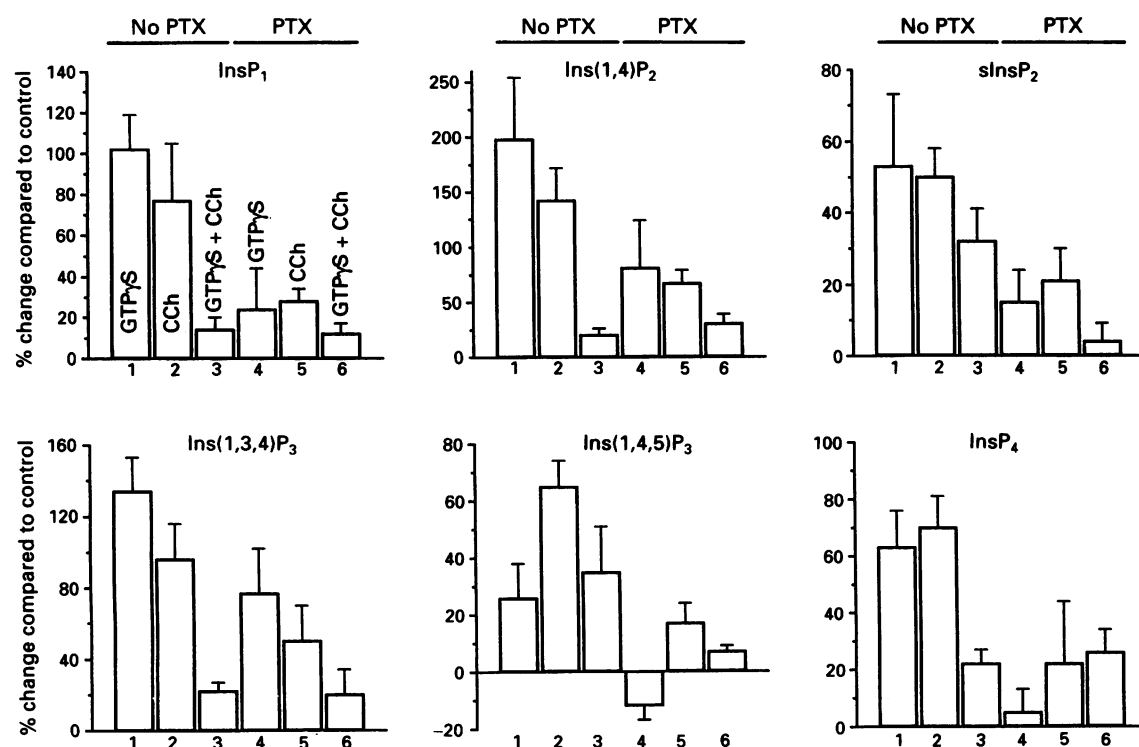 No PTX PTX No PTX PTX No PTX PTX
% change compared to control
InsP₁
140
120
100
80
60
40
20
0
GTPγS
CCh
GTPγS + CCh
GTPγS
CCh
GTPγS + CCh
1 2 3 4 5 6
Ins(1,4)P₂
250
200
150
100
50
0
1 2 3 4 5 6
sInsP₂
80
60
40
20
0
1 2 3 4 5 6
% change compared to control
Ins(1,3,4)P₃
160
120
80
40
0
1 2 3 4 5 6
Ins(1,4,5)P₃
80
60
40
20
0
−20
1 2 3 4 5 6
InsP₄
100
80
60
40
20
0
1 2 3 4 5 6